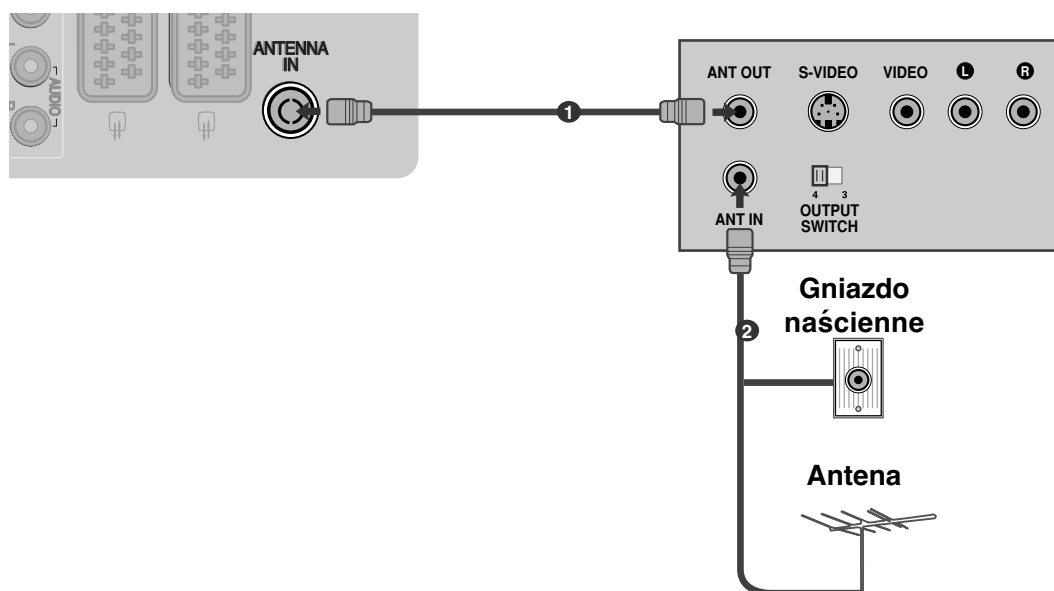 ANTENNA
IN
AUDIO
ANT OUT
S-VIDEO
VIDEO
L
R
1
ANT IN
4
3
OUTPUT
SWITCH
2
Gniazdo
naścienne
Antena